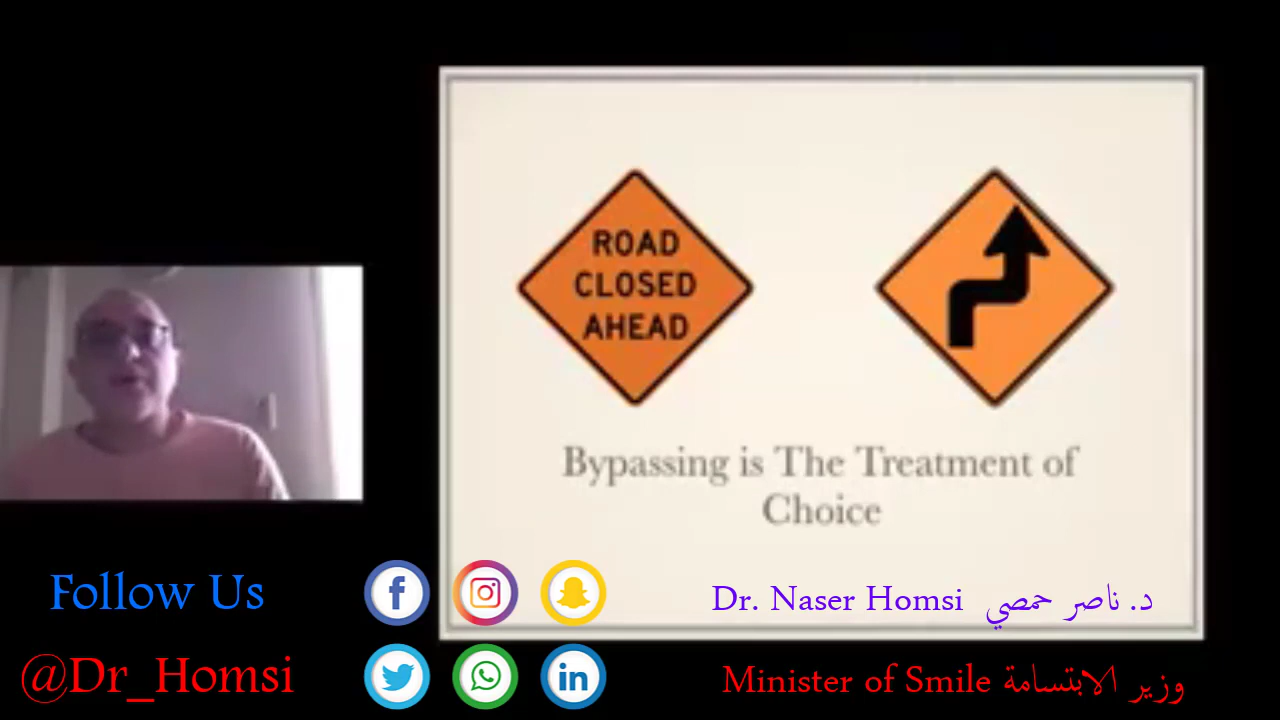 ROAD
CLOSED
AHEAD
Bypassing is The Treatment of
Choice
Follow Us
Dr. Naser Homsi د. ناصر حمصي
@Dr_Homsi
Minister of Smile وزير الابتسامة